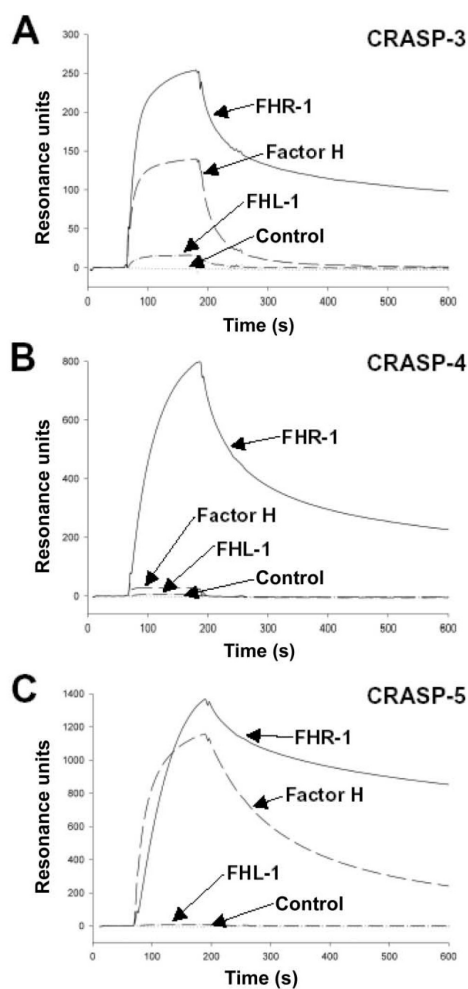 A
CRASP-3
Resonance units
300
250
200
150
100
50
0
FHR-1
Factor H
FHL-1
Control
0 100 200 300 400 500 600
Time (s)
B
CRASP-4
Resonance units
800
600
400
200
0
FHR-1
Factor H
FHL-1
Control
0 100 200 300 400 500 600
Time (s)
C
CRASP-5
Resonance units
1400
1200
1000
800
600
400
200
0
FHR-1
Factor H
FHL-1
Control
0 100 200 300 400 500 600
Time (s)